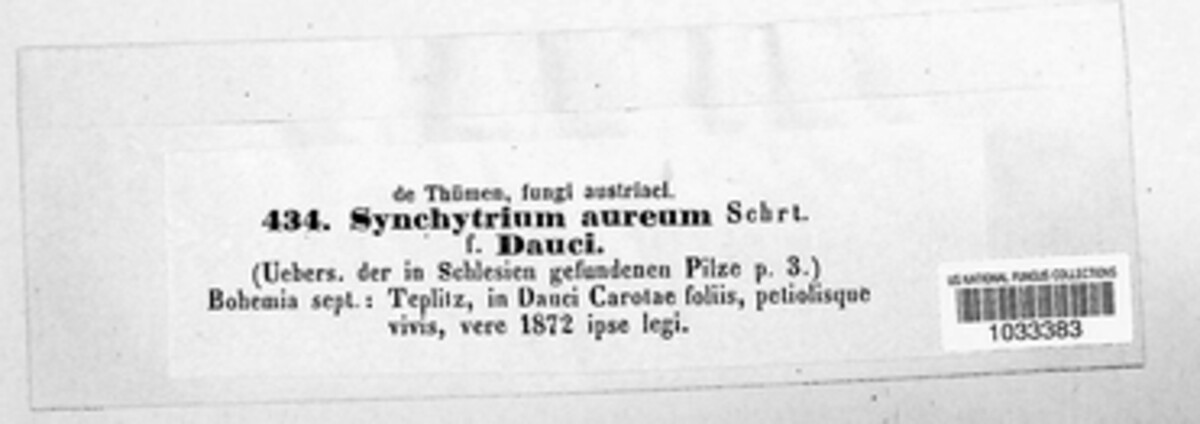 de Thümen, fungi austriaci.
434. Synchytrium aureum Schrt.
f. Dauci.
(Uebers. der in Schlesien gefundenen Pilze p. 3.)
Bohemia sept.: Teplitz, in Dauci Carotae foliis, petiolisque
vivis, vere 1872 ipse legi.
US NATIONAL FUNGUS COLLECTIONS
1033383